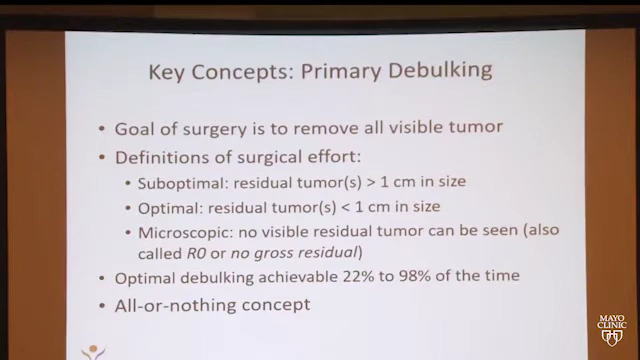 Key Concepts: Primary Debulking
• Goal of surgery is to remove all visible tumor
• Definitions of surgical effort:
• Suboptimal: residual tumor(s) > 1 cm in size
• Optimal: residual tumor(s) < 1 cm in size
• Microscopic: no visible residual tumor can be seen (also
called R0 or no gross residual)
• Optimal debulking achievable 22% to 98% of the time
• All-or-nothing concept
MAYO
CLINIC